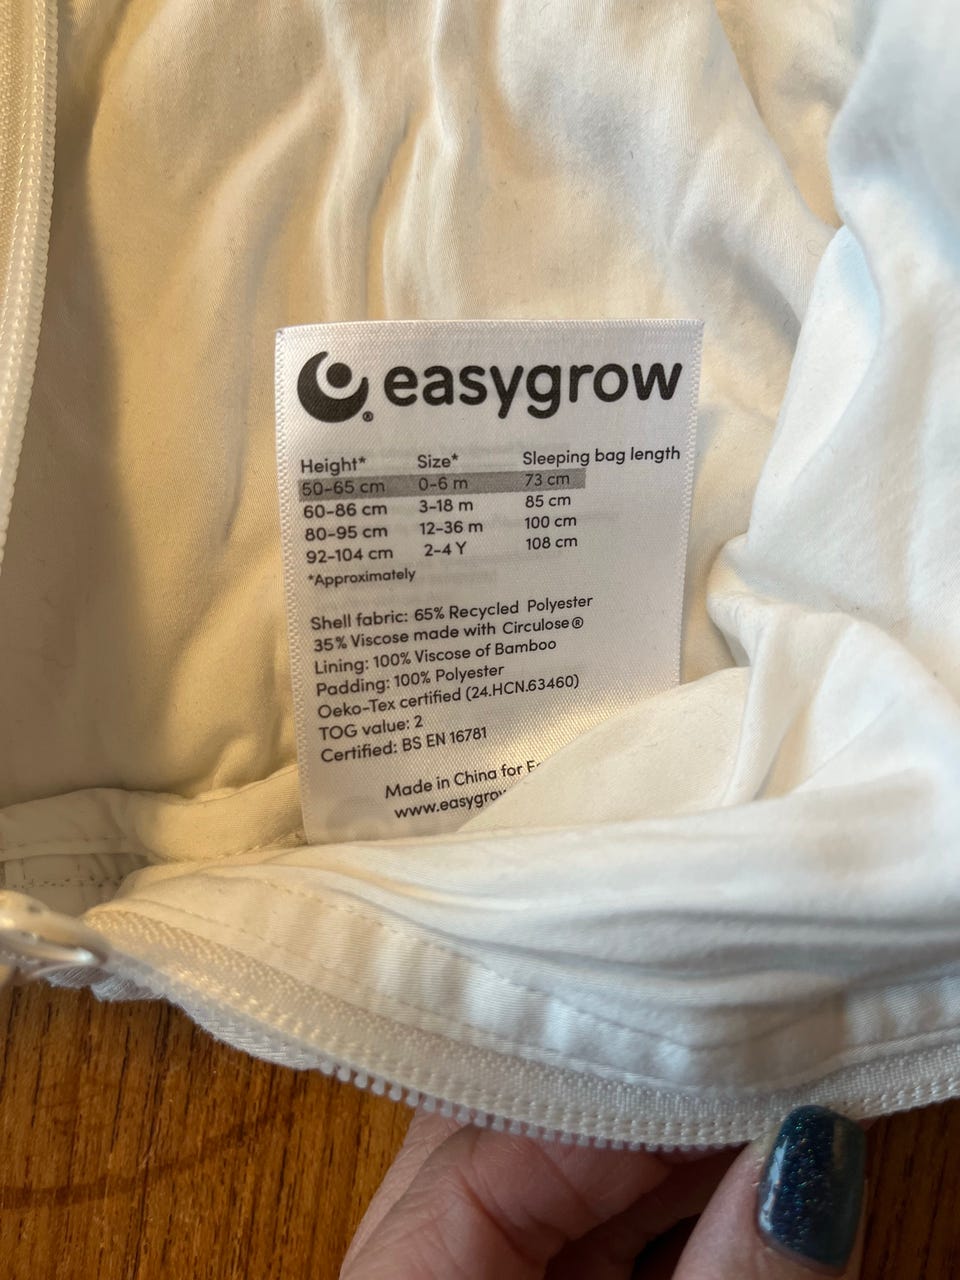 easygrow®
Height* Size* Sleeping bag length
50-65 cm 0-6 m 73 cm
60-86 cm 3-18 m 85 cm
80-95 cm 12-36 m 100 cm
92-104 cm 2-4 Y 108 cm
*Approximately
Shell fabric: 65% Recycled Polyester
35% Viscose made with Circulose®
Lining: 100% Viscose of Bamboo
Padding: 100% Polyester
Oeko-Tex certified (24.HCN.63460)
TOG value: 2
Certified: BS EN 16781
Made in China for
www.easygrow